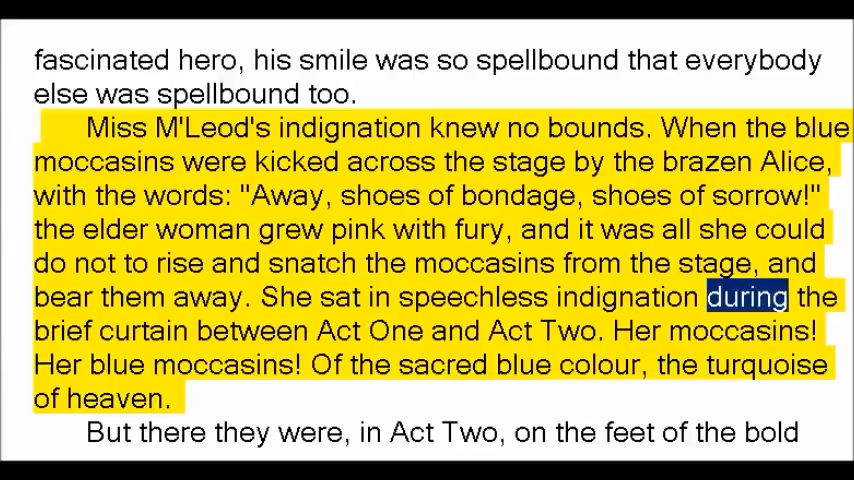 fascinated hero, his smile was so spellbound that everybody
else was spellbound too.
Miss M'Leod's indignation knew no bounds. When the blue
moccasins were kicked across the stage by the brazen Alice,
with the words: "Away, shoes of bondage, shoes of sorrow!"
the elder woman grew pink with fury, and it was all she could
do not to rise and snatch the moccasins from the stage, and
bear them away. She sat in speechless indignation during the
brief curtain between Act One and Act Two. Her moccasins!
Her blue moccasins! Of the sacred blue colour, the turquoise
of heaven.
But there they were, in Act Two, on the feet of the bold